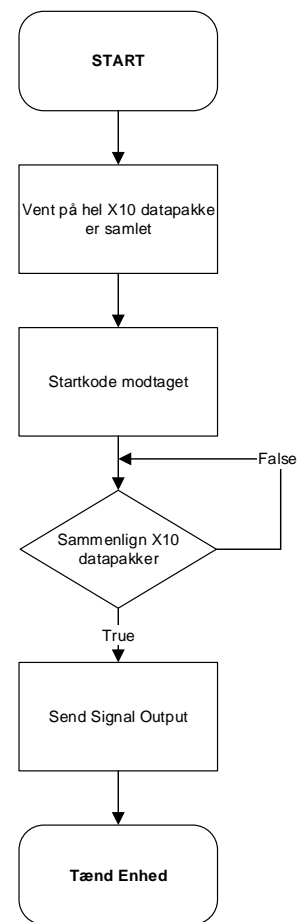 START
Vent på hel X10 datapakke
er samlet
Startkode modtaget
False
Sammenlign X10
datapakker
True
Send Signal Output
Tænd Enhed